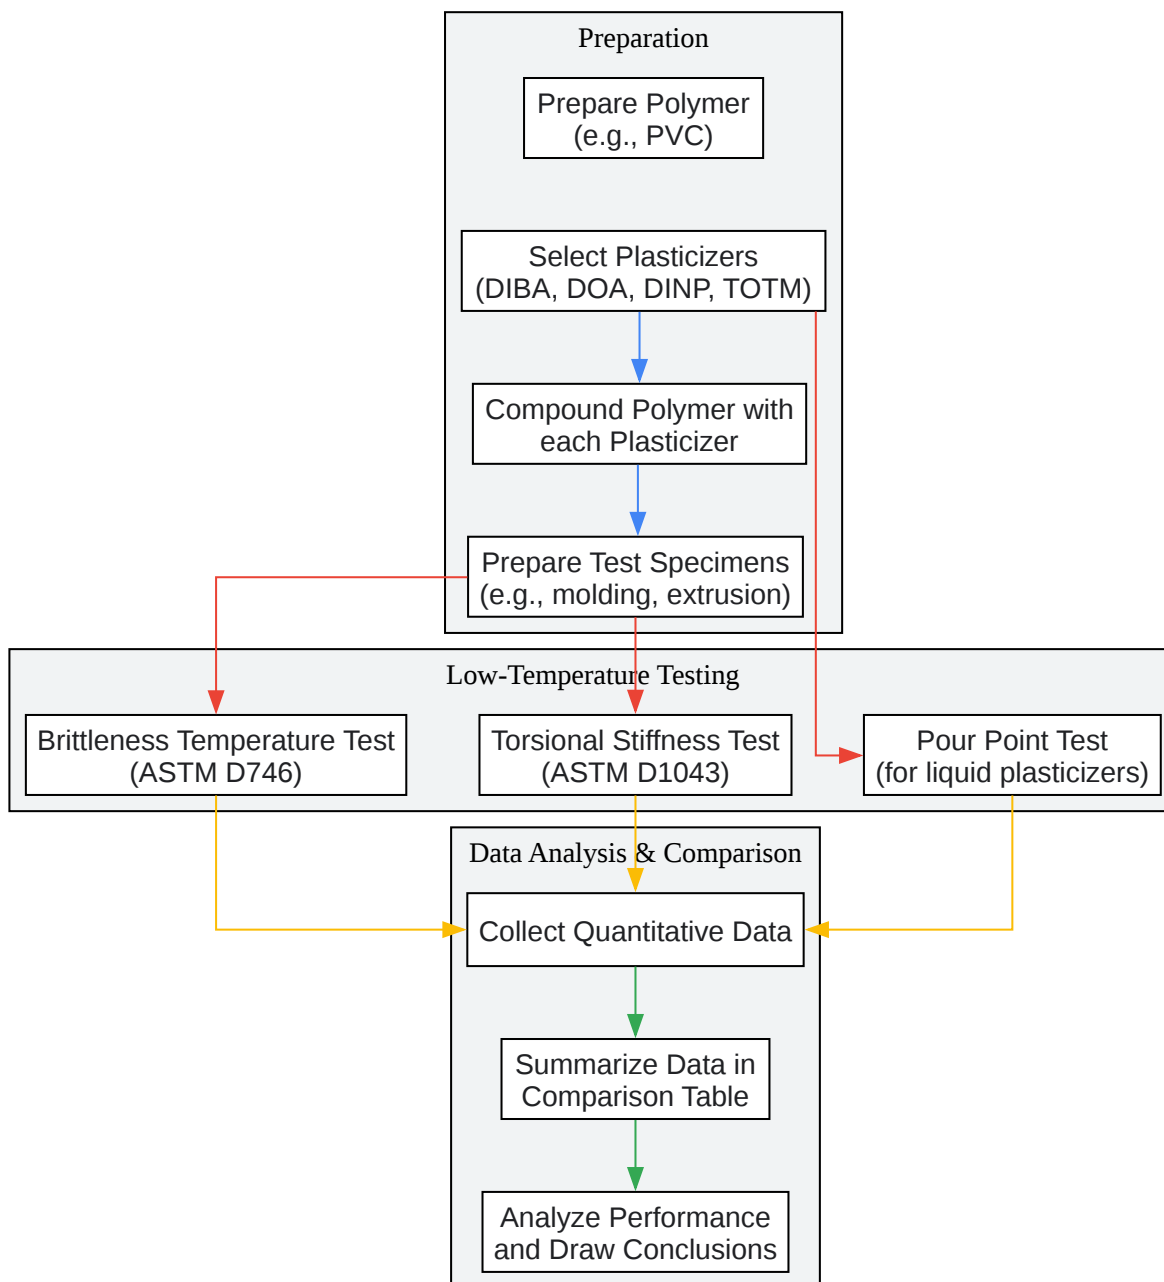 Preparation
Prepare Polymer
(e.g., PVC)
Select Plasticizers
(DIBA, DOA, DINP, TOTM)
Compound Polymer with
each Plasticizer
Prepare Test Specimens
(e.g., molding, extrusion)
Low-Temperature Testing
Brittleness Temperature Test
(ASTM D746)
Torsional Stiffness Test
(ASTM D1043)
Pour Point Test
(for liquid plasticizers)
Data Analysis & Comparison
Collect Quantitative Data
Summarize Data in
Comparison Table
Analyze Performance
and Draw Conclusions